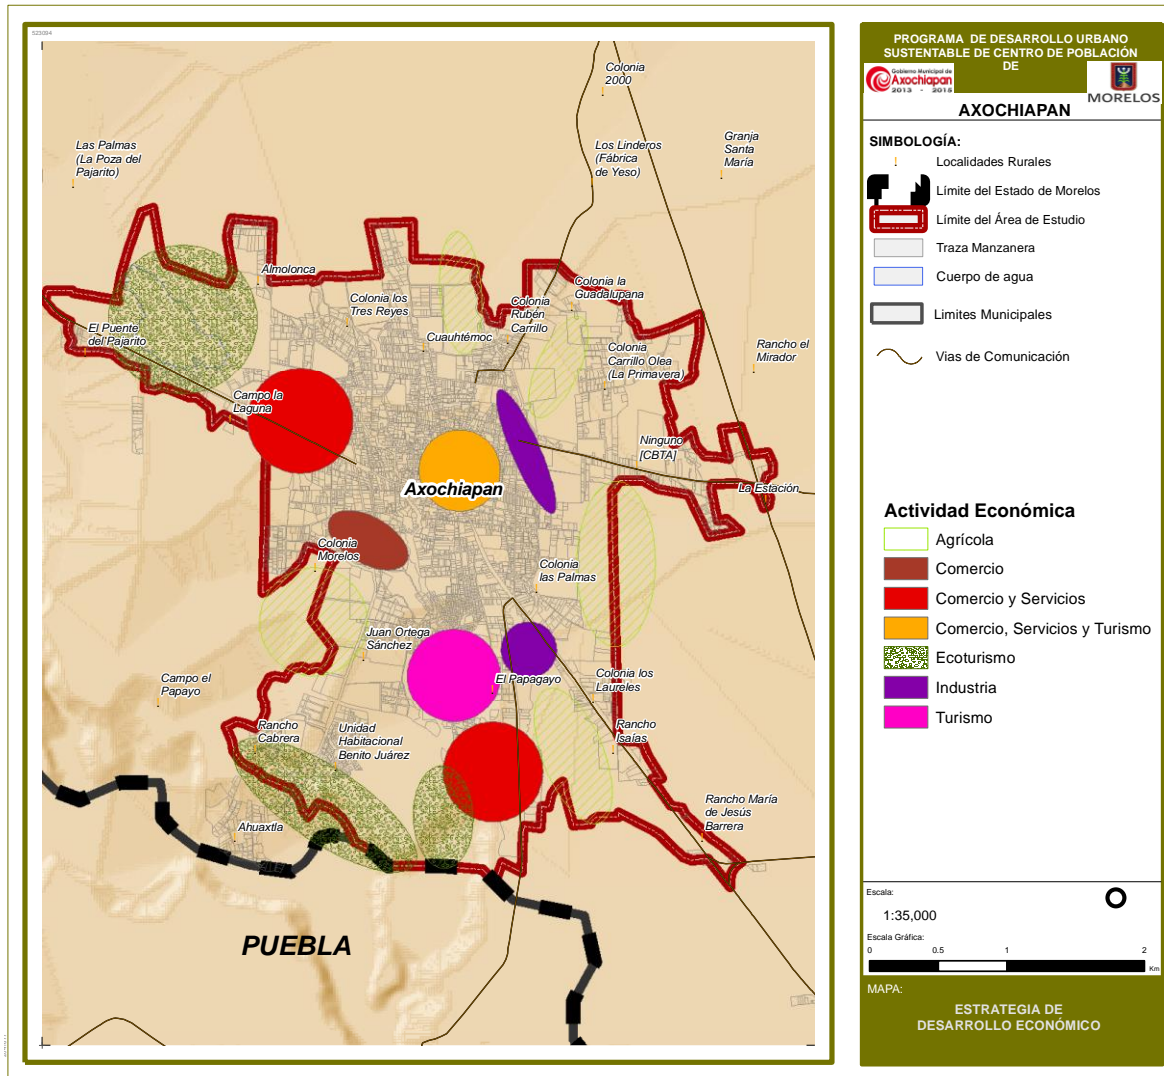 523094
Colonia
2000
Las Palmas
(La Poza del
Pajarito)
Los Linderos
(Fábrica
de Yeso)
Granja
Santa
María
Almolonca
Colonia la
Guadalupana
Colonia los
Tres Reyes
Colonia
Rubén
Carrillo
El Puente
del Pajarito
Cuauhtémoc
Colonia
Carrillo Olea
(La Primavera)
Rancho el
Mirador
Campo la
Laguna
Ninguno
[CBTA]
Axochiapan
La Estación
Colonia
Morelos
Colonia
las Palmas
Juan Ortega
Sánchez
Campo el
Papayo
El Papagayo
Colonia los
Laureles
Rancho
Cabrera
Unidad
Habitacional
Benito Juárez
Rancho
Isaías
Rancho María
de Jesús
Barrera
Ahuaxtla
PUEBLA
PROGRAMA DE DESARROLLO URBANO
SUSTENTABLE DE CENTRO DE POBLACIÓN
DE
Gobierno Municipal de
Axochiapan
2013 - 2015
MORELOS
AXOCHIAPAN
SIMBOLOGÍA:
Localidades Rurales
Límite del Estado de Morelos
Límite del Área de Estudio
Traza Manzanera
Cuerpo de agua
Limites Municipales
Vias de Comunicación
Actividad Económica
Agrícola
Comercio
Comercio y Servicios
Comercio, Servicios y Turismo
Ecoturismo
Industria
Turismo
Escala:
1:35,000
Escala Gráfica:
0 0.5 1 2
Km
MAPA:
ESTRATEGIA DE
DESARROLLO ECONÓMICO